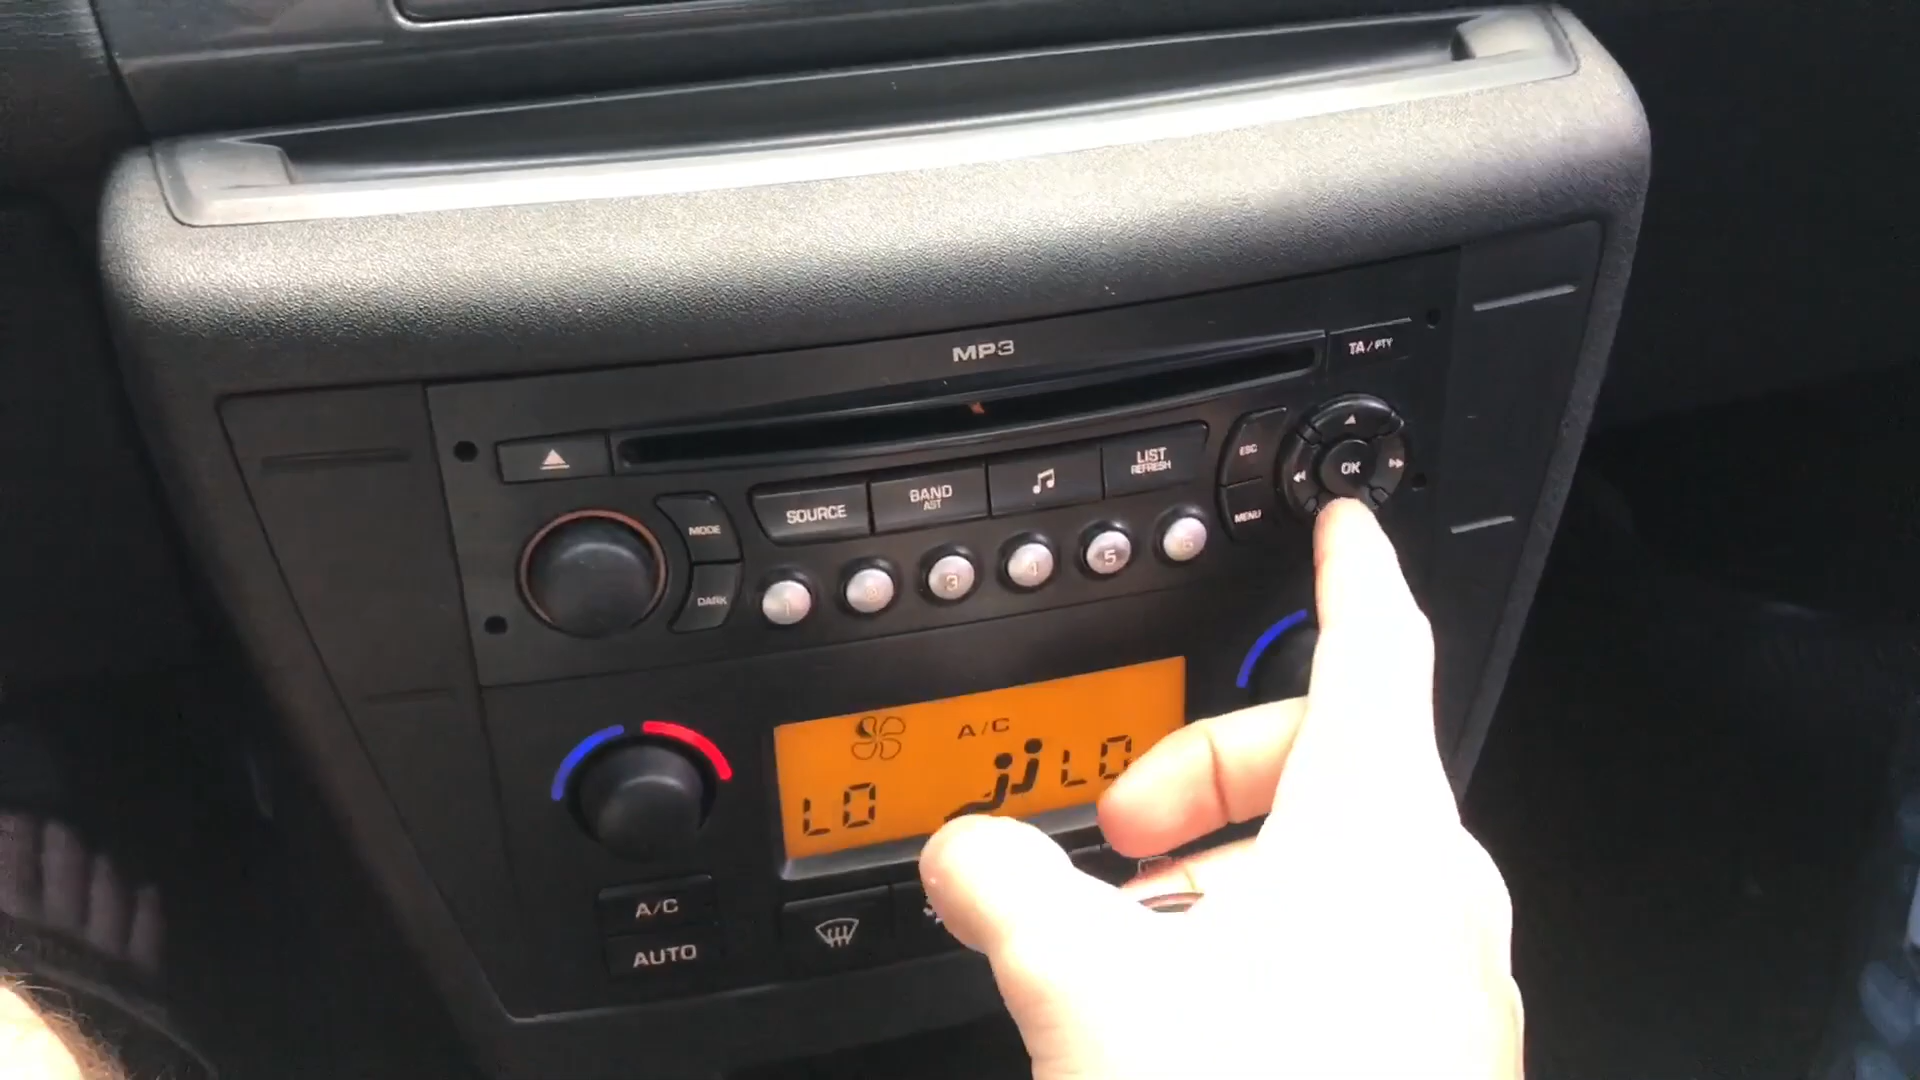 MP3
TA / PTY
LIST
REFRESH
ESC
OK
BAND
AST
SOURCE
MODE
MENU
DARK
1
2
3
4
5
6
A/C
LO
LO
A/C
AUTO